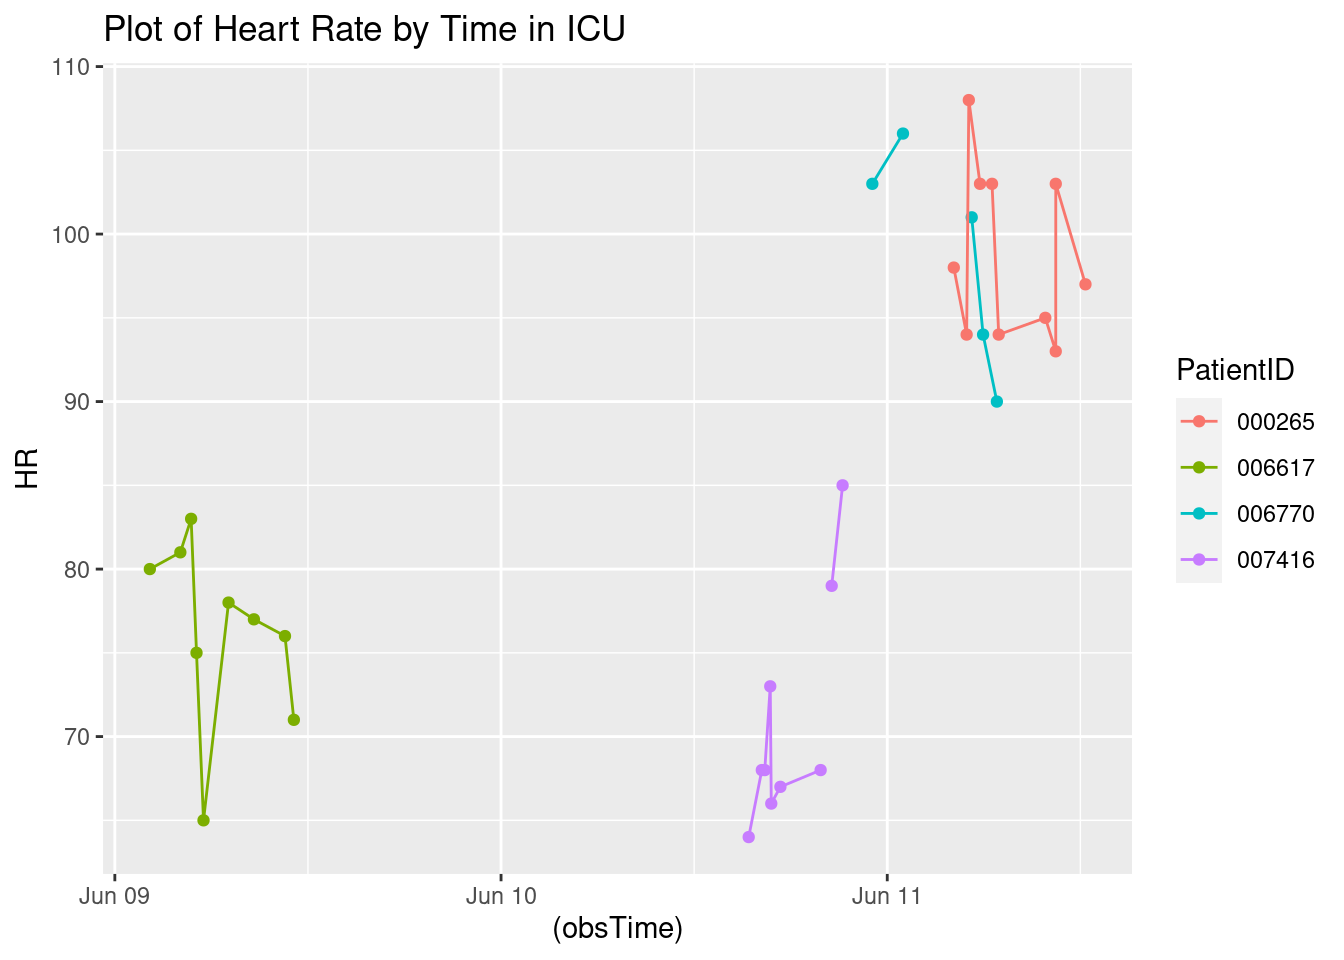 Plot of Heart Rate by Time in ICU
110
100
90
80
70
HR
Jun 09
Jun 10
Jun 11
(obsTime)
PatientID
000265
006617
006770
007416